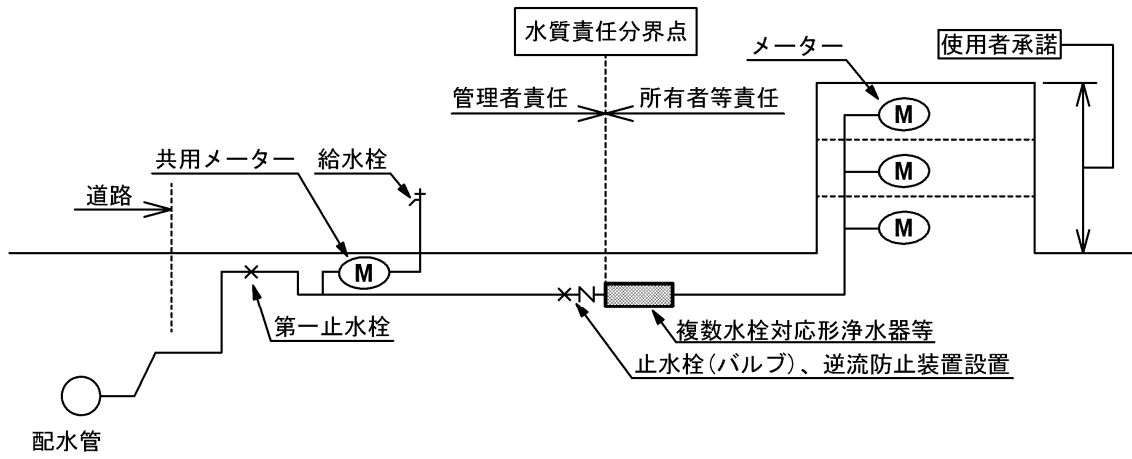 水質責任分界点
メーター
使用者承諾
管理者責任
所有者等責任
M
共用メーター
給水栓
道路
M
M
M
第一止水栓
複数水栓対応形浄水器等
止水栓(バルブ)、逆流防止装置設置
配水管